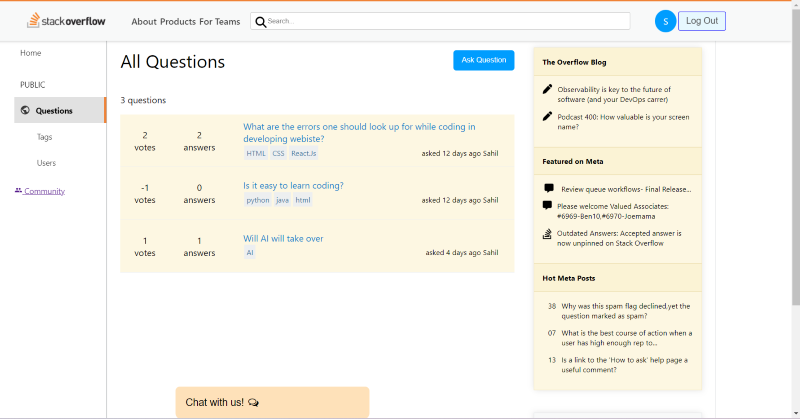 stack overflow
About Products For Teams
Search...
S
Log Out
Home
PUBLIC
Questions
Tags
Users
Community
All Questions
Ask Question
3 questions
2
votes
2
answers
What are the errors one should look up for while coding in
developing webiste?
HTML CSS ReactJs
asked 12 days ago Sahil
-1
votes
0
answers
Is it easy to learn coding?
python java html
asked 12 days ago Sahil
1
votes
1
answers
Will AI will take over
AI
asked 4 days ago Sahil
The Overflow Blog
Observability is key to the future of
software (and your DevOps carrer)
Podcast 400: How valuable is your screen
name?
Featured on Meta
Review queue workflows- Final Release...
Please welcome Valued Associates:
#6969-Ben10,#6970-Joemama
Outdated Answers: Accepted answer is
now unpinned on Stack Overflow
Hot Meta Posts
38 Why was this spam flag declined,yet the
question marked as spam?
07 What is the best course of action when a
user has high enough rep to...
13 Is a link to the 'How to ask' help page a
useful comment?
Chat with us!